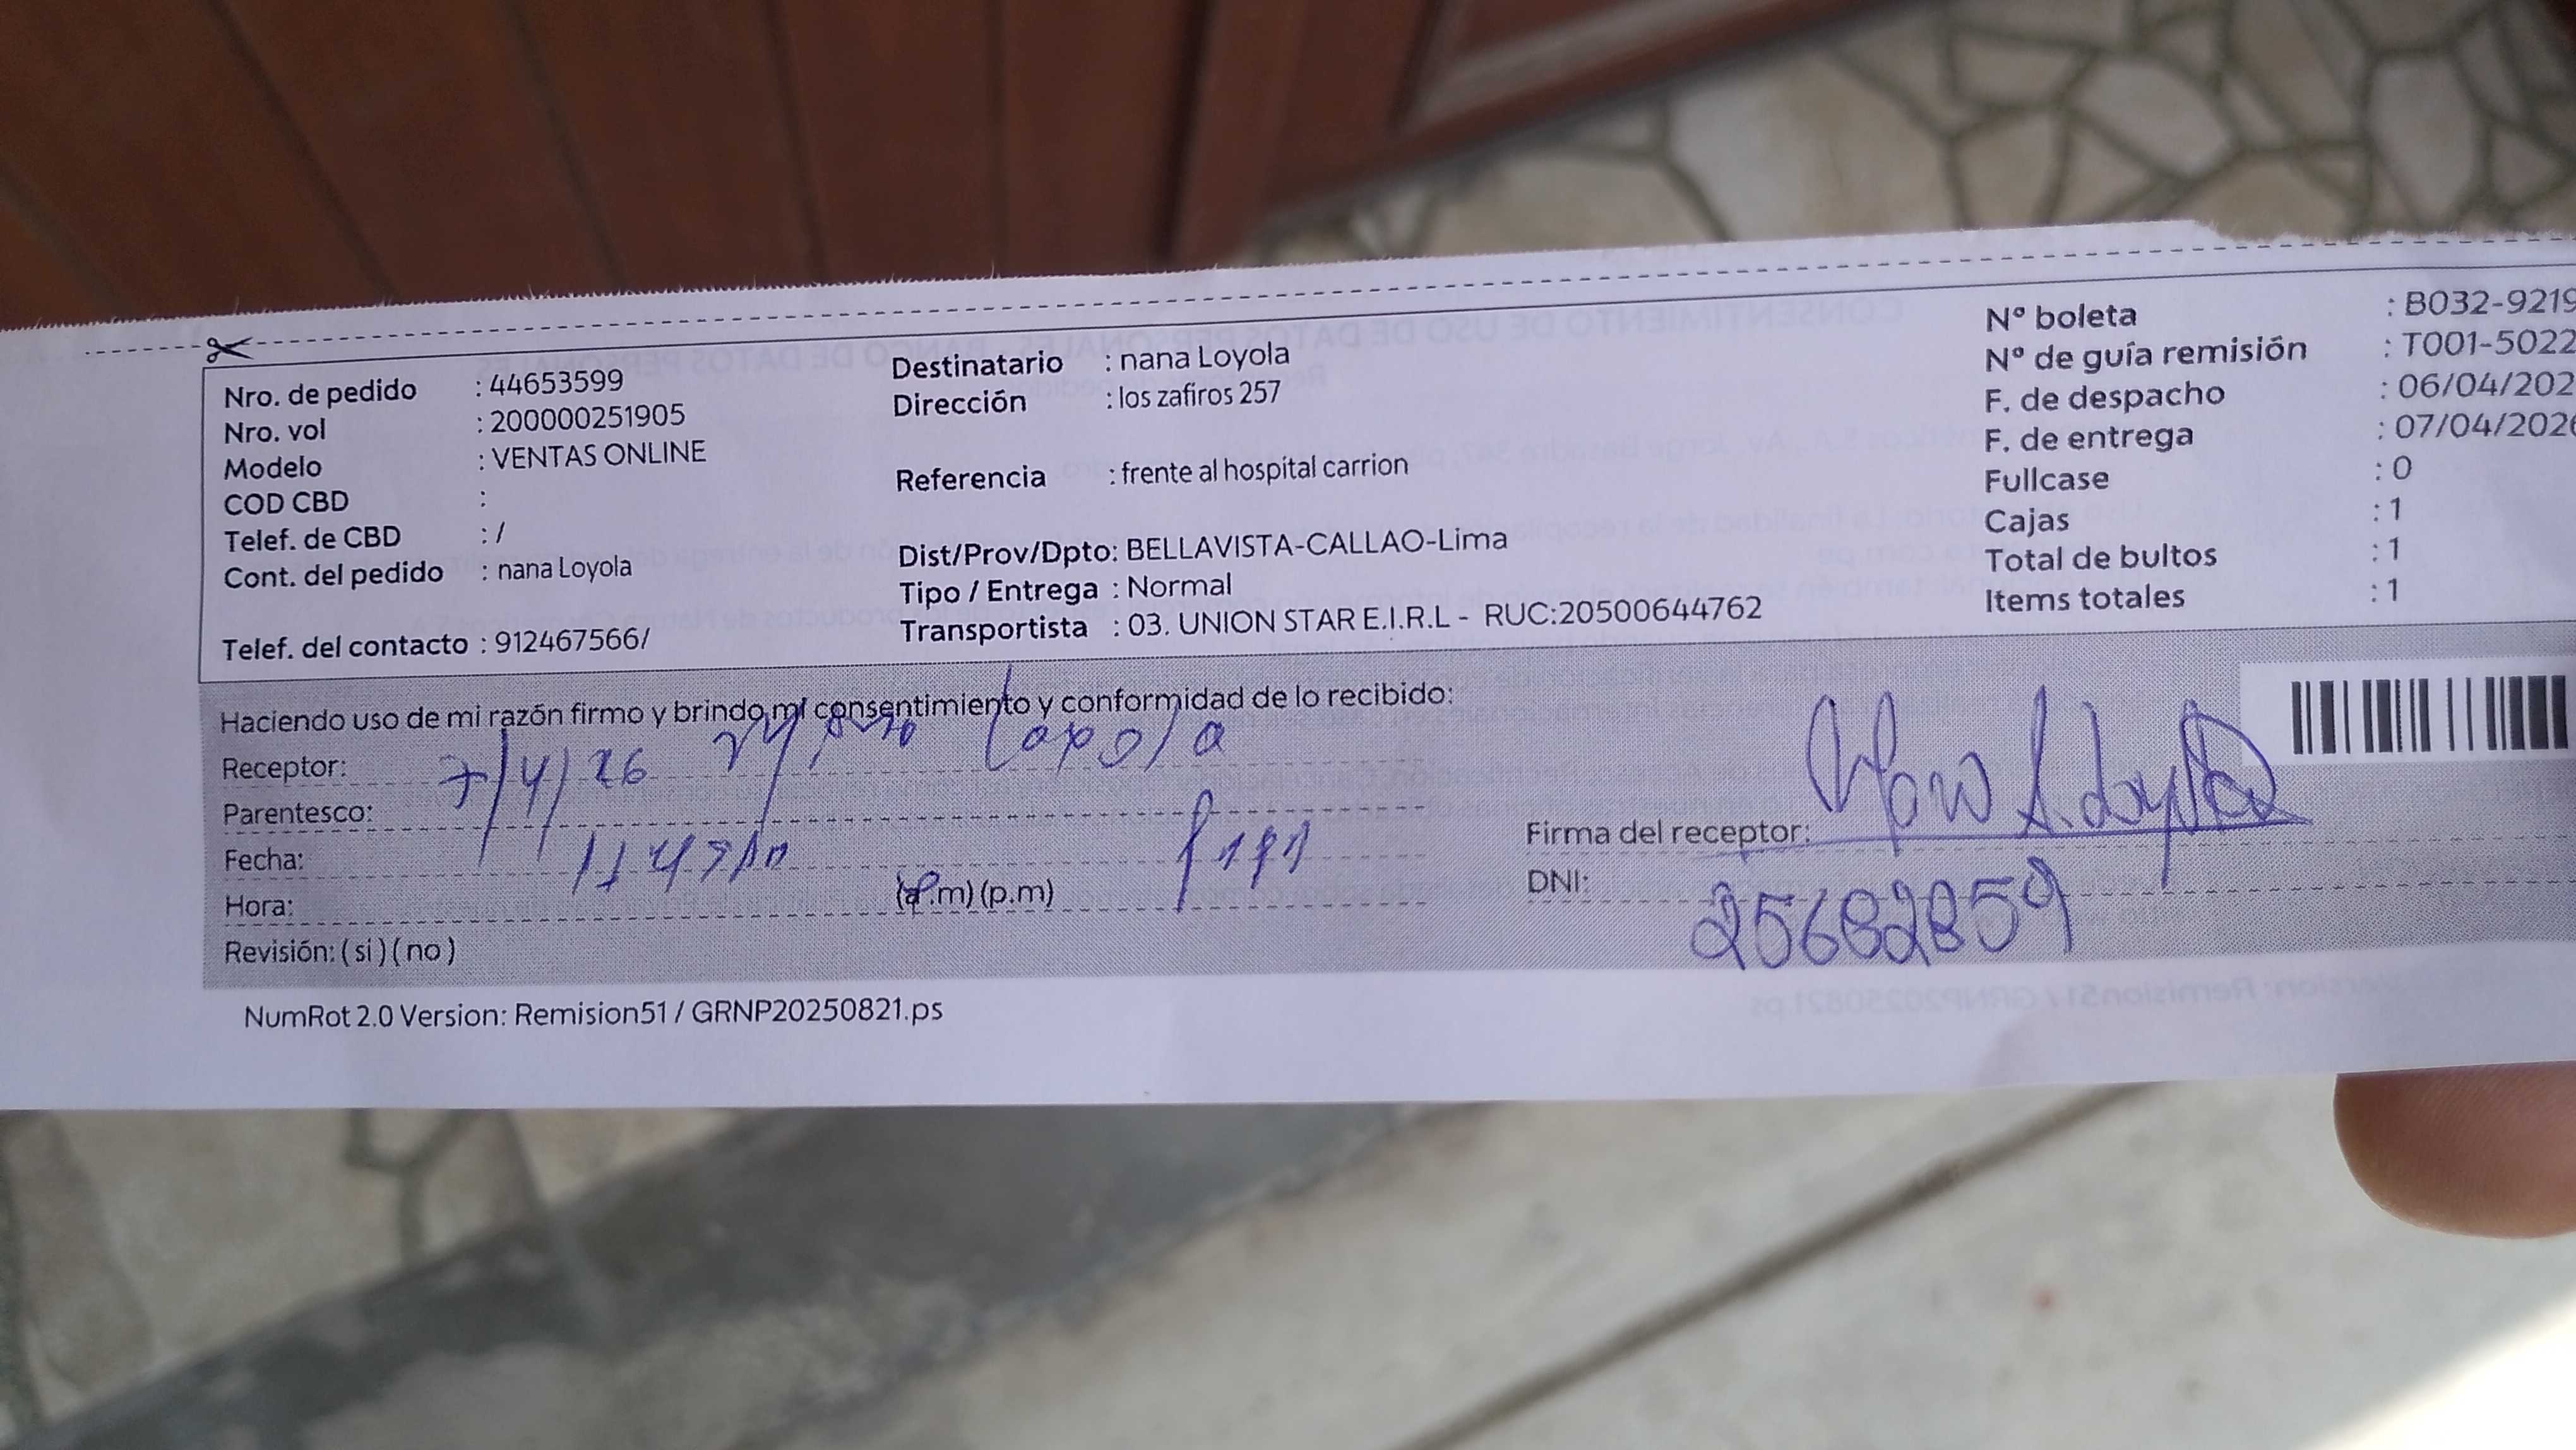 Nro. de pedido : 44653599
Nro. vol : 200000251905
Modelo : VENTAS ONLINE
COD CBD :
Telef. de CBD : /
Cont. del pedido : nana Loyola
Telef. del contacto : 912467566/
Destinatario : nana Loyola
Dirección : los zafiros 257
Referencia : frente al hospital carrion
Dist/Prov/Dpto: BELLAVISTA-CALLAO-Lima
Tipo / Entrega : Normal
Transportista : 03. UNION STAR E.I.R.L - RUC:20500644762
Nº boleta : B032-9219
Nº de guía remisión : T001-5022
F. de despacho : 06/04/202
F. de entrega : 07/04/2026
Fullcase : 0
Cajas : 1
Total de bultos : 1
Items totales : 1
Haciendo uso de mi razón firmo y brindo mi consentimiento y conformidad de lo recibido:
Receptor: 7/4/26
Parentesco:
Fecha:
Hora: (a.m) (p.m)
Revisión: ( si ) ( no )
Firma del receptor:
DNI: 25682859
NumRot 2.0 Version: Remision51 / GRNP20250821.ps